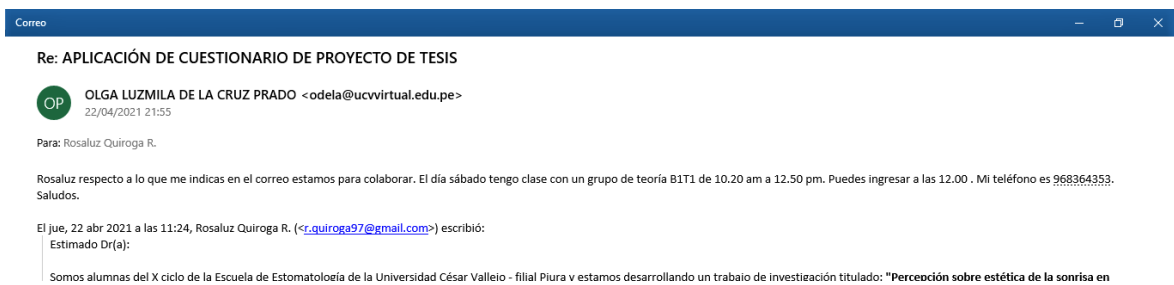 Correo
Re: APLICACIÓN DE CUESTIONARIO DE PROYECTO DE TESIS
OP
OLGA LUZMILA DE LA CRUZ PRADO <odela@ucvvirtual.edu.pe>
22/04/2021 21:55
Para: Rosaluz Quiroga R.
Rosaluz respecto a lo que me indicas en el correo estamos para colaborar. El día sábado tengo clase con un grupo de teoría B1T1 de 10.20 am a 12.50 pm. Puedes ingresar a las 12.00 . Mi teléfono es 968364353.
Saludos.
El jue, 22 abr 2021 a las 11:24, Rosaluz Quiroga R. (<r.quiroga97@gmail.com>) escribió:
Estimado Dr(a):
Somos alumnas del X ciclo de la Escuela de Estomatología de la Universidad César Vallejo - filial Piura y estamos desarrollando un trabajo de investigación titulado: "Percepción sobre estética de la sonrisa en